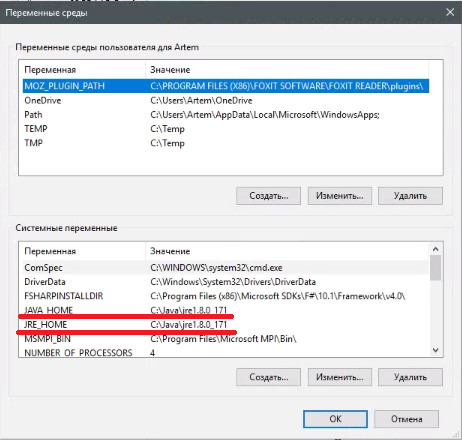 Переменные среды
Переменные среды пользователя для Artem
Переменная Значение
MOZ_PLUGIN_PATH C:\PROGRAM FILES (X86)\FOXIT SOFTWARE\FOXIT READER\plugins\
OneDrive C:\Users\Artem\OneDrive
Path C:\Users\Artem\AppData\Local\Microsoft\WindowsApps;
TEMP C:\Temp
TMP C:\Temp
Создать... Изменить... Удалить
Системные переменные
Переменная Значение
ComSpec C:\WINDOWS\system32\cmd.exe
DriverData C:\Windows\System32\Drivers\DriverData
FSHARPINSTALLDIR C:\Program Files (x86)\Microsoft SDKs\F#\10.1\Framework\v4.0\
JAVA_HOME C:\Java\jre1.8.0_171
JRE_HOME C:\Java\jre1.8.0_171
MSMPI_BIN C:\Program Files\Microsoft MPI\Bin\
NUMBER_OF_PROCESSORS 4
Создать... Изменить... Удалить
OK Отмена